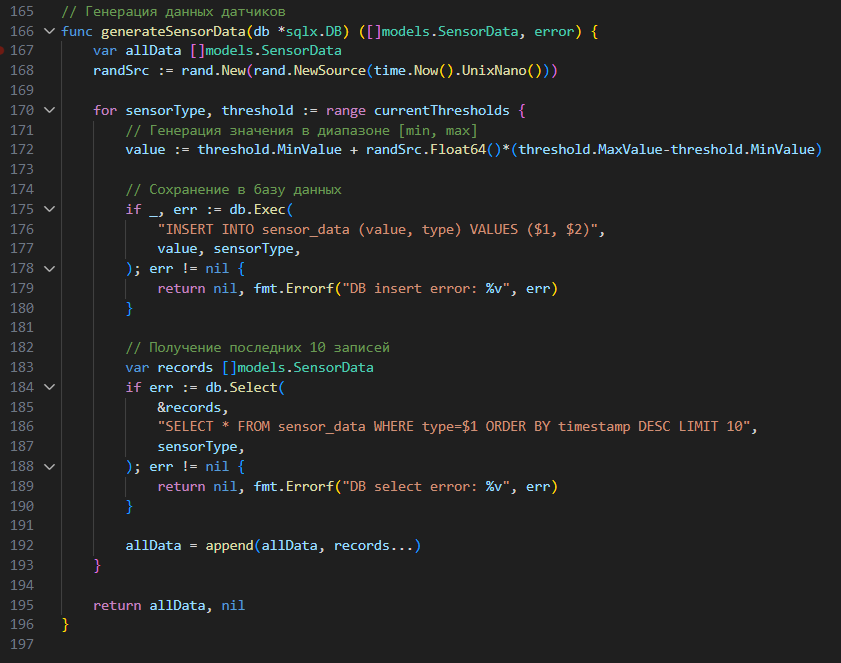 165 // Генерация данных датчиков
166 func generateSensorData(db *sqlx.DB) ([]models.SensorData, error) {
167     var allData []models.SensorData
168     randSrc := rand.New(rand.NewSource(time.Now().UnixNano()))
169
170     for sensorType, threshold := range currentThresholds {
171         // Генерация значения в диапазоне [min, max]
172         value := threshold.MinValue + randSrc.Float64()*(threshold.MaxValue-threshold.MinValue)
173
174         // Сохранение в базу данных
175         if _, err := db.Exec(
176             "INSERT INTO sensor_data (value, type) VALUES ($1, $2)",
177             value, sensorType,
178         ); err != nil {
179             return nil, fmt.Errorf("DB insert error: %v", err)
180         }
181
182         // Получение последних 10 записей
183         var records []models.SensorData
184         if err := db.Select(
185             &records,
186             "SELECT * FROM sensor_data WHERE type=$1 ORDER BY timestamp DESC LIMIT 10",
187             sensorType,
188         ); err != nil {
189             return nil, fmt.Errorf("DB select error: %v", err)
190         }
191
192         allData = append(allData, records...)
193     }
194
195     return allData, nil
196 }
197